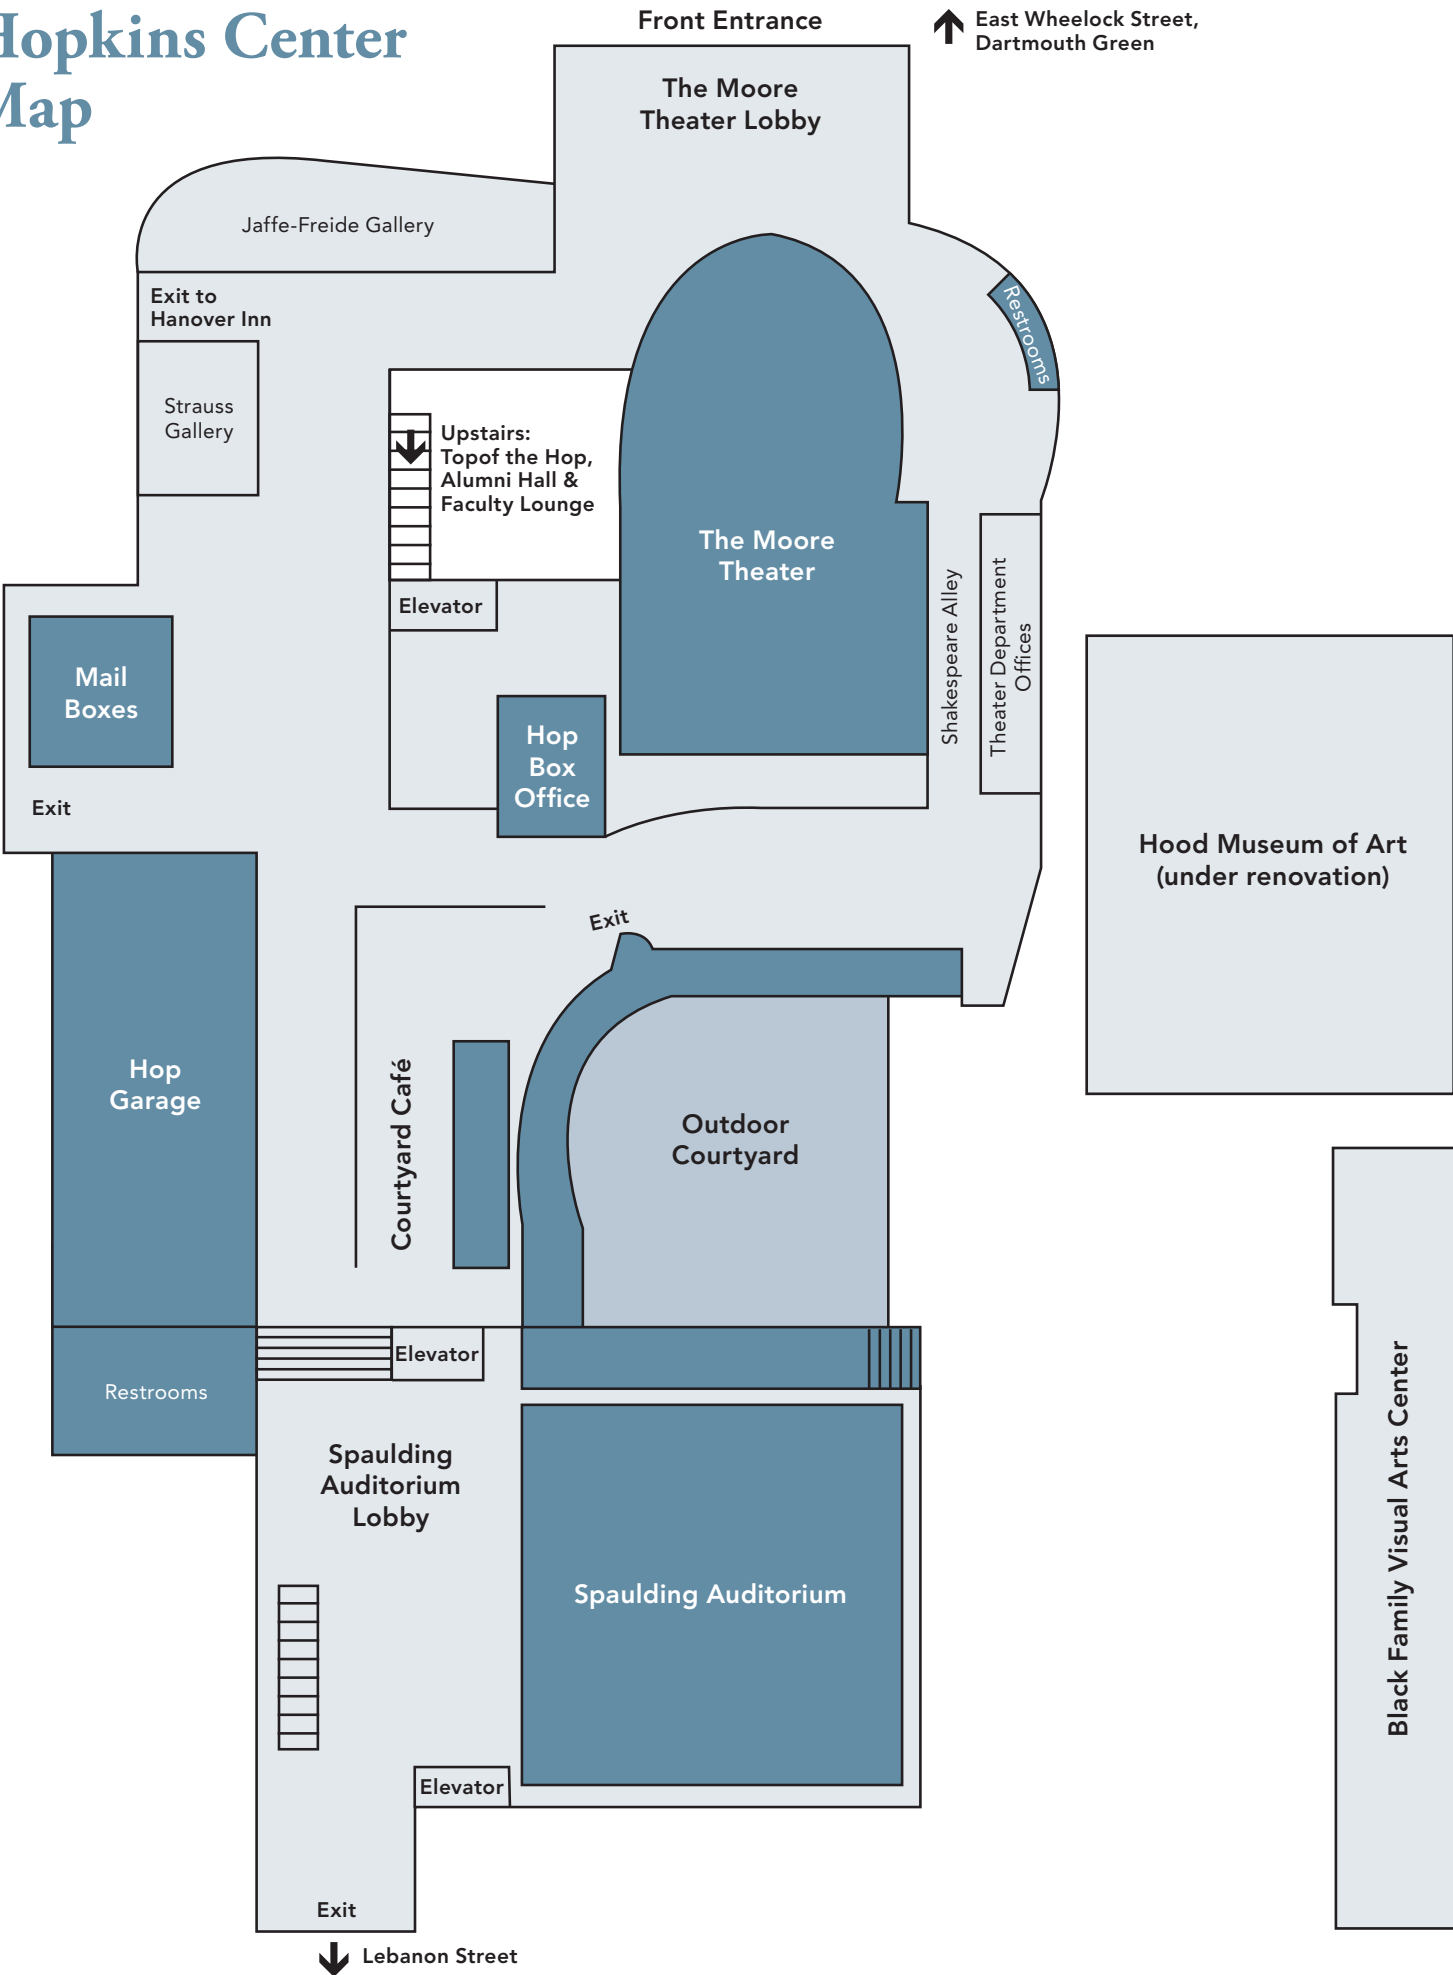 Hopkins Center
Map
Front Entrance
East Wheelock Street,
Dartmouth Green
The Moore
Theater Lobby
Jaffe-Freide Gallery
Exit to
Hanover Inn
Restrooms
Strauss
Gallery
Upstairs:
Topof the Hop,
Alumni Hall &
Faculty Lounge
The Moore
Theater
Elevator
Shakespeare Alley
Theater Department
Offices
Mail
Boxes
Hop
Box
Office
Exit
Hood Museum of Art
(under renovation)
Exit
Hop
Garage
Courtyard Café
Outdoor
Courtyard
Elevator
Restrooms
Spaulding
Auditorium
Lobby
Spaulding Auditorium
Black Family Visual Arts Center
Elevator
Exit
Lebanon Street